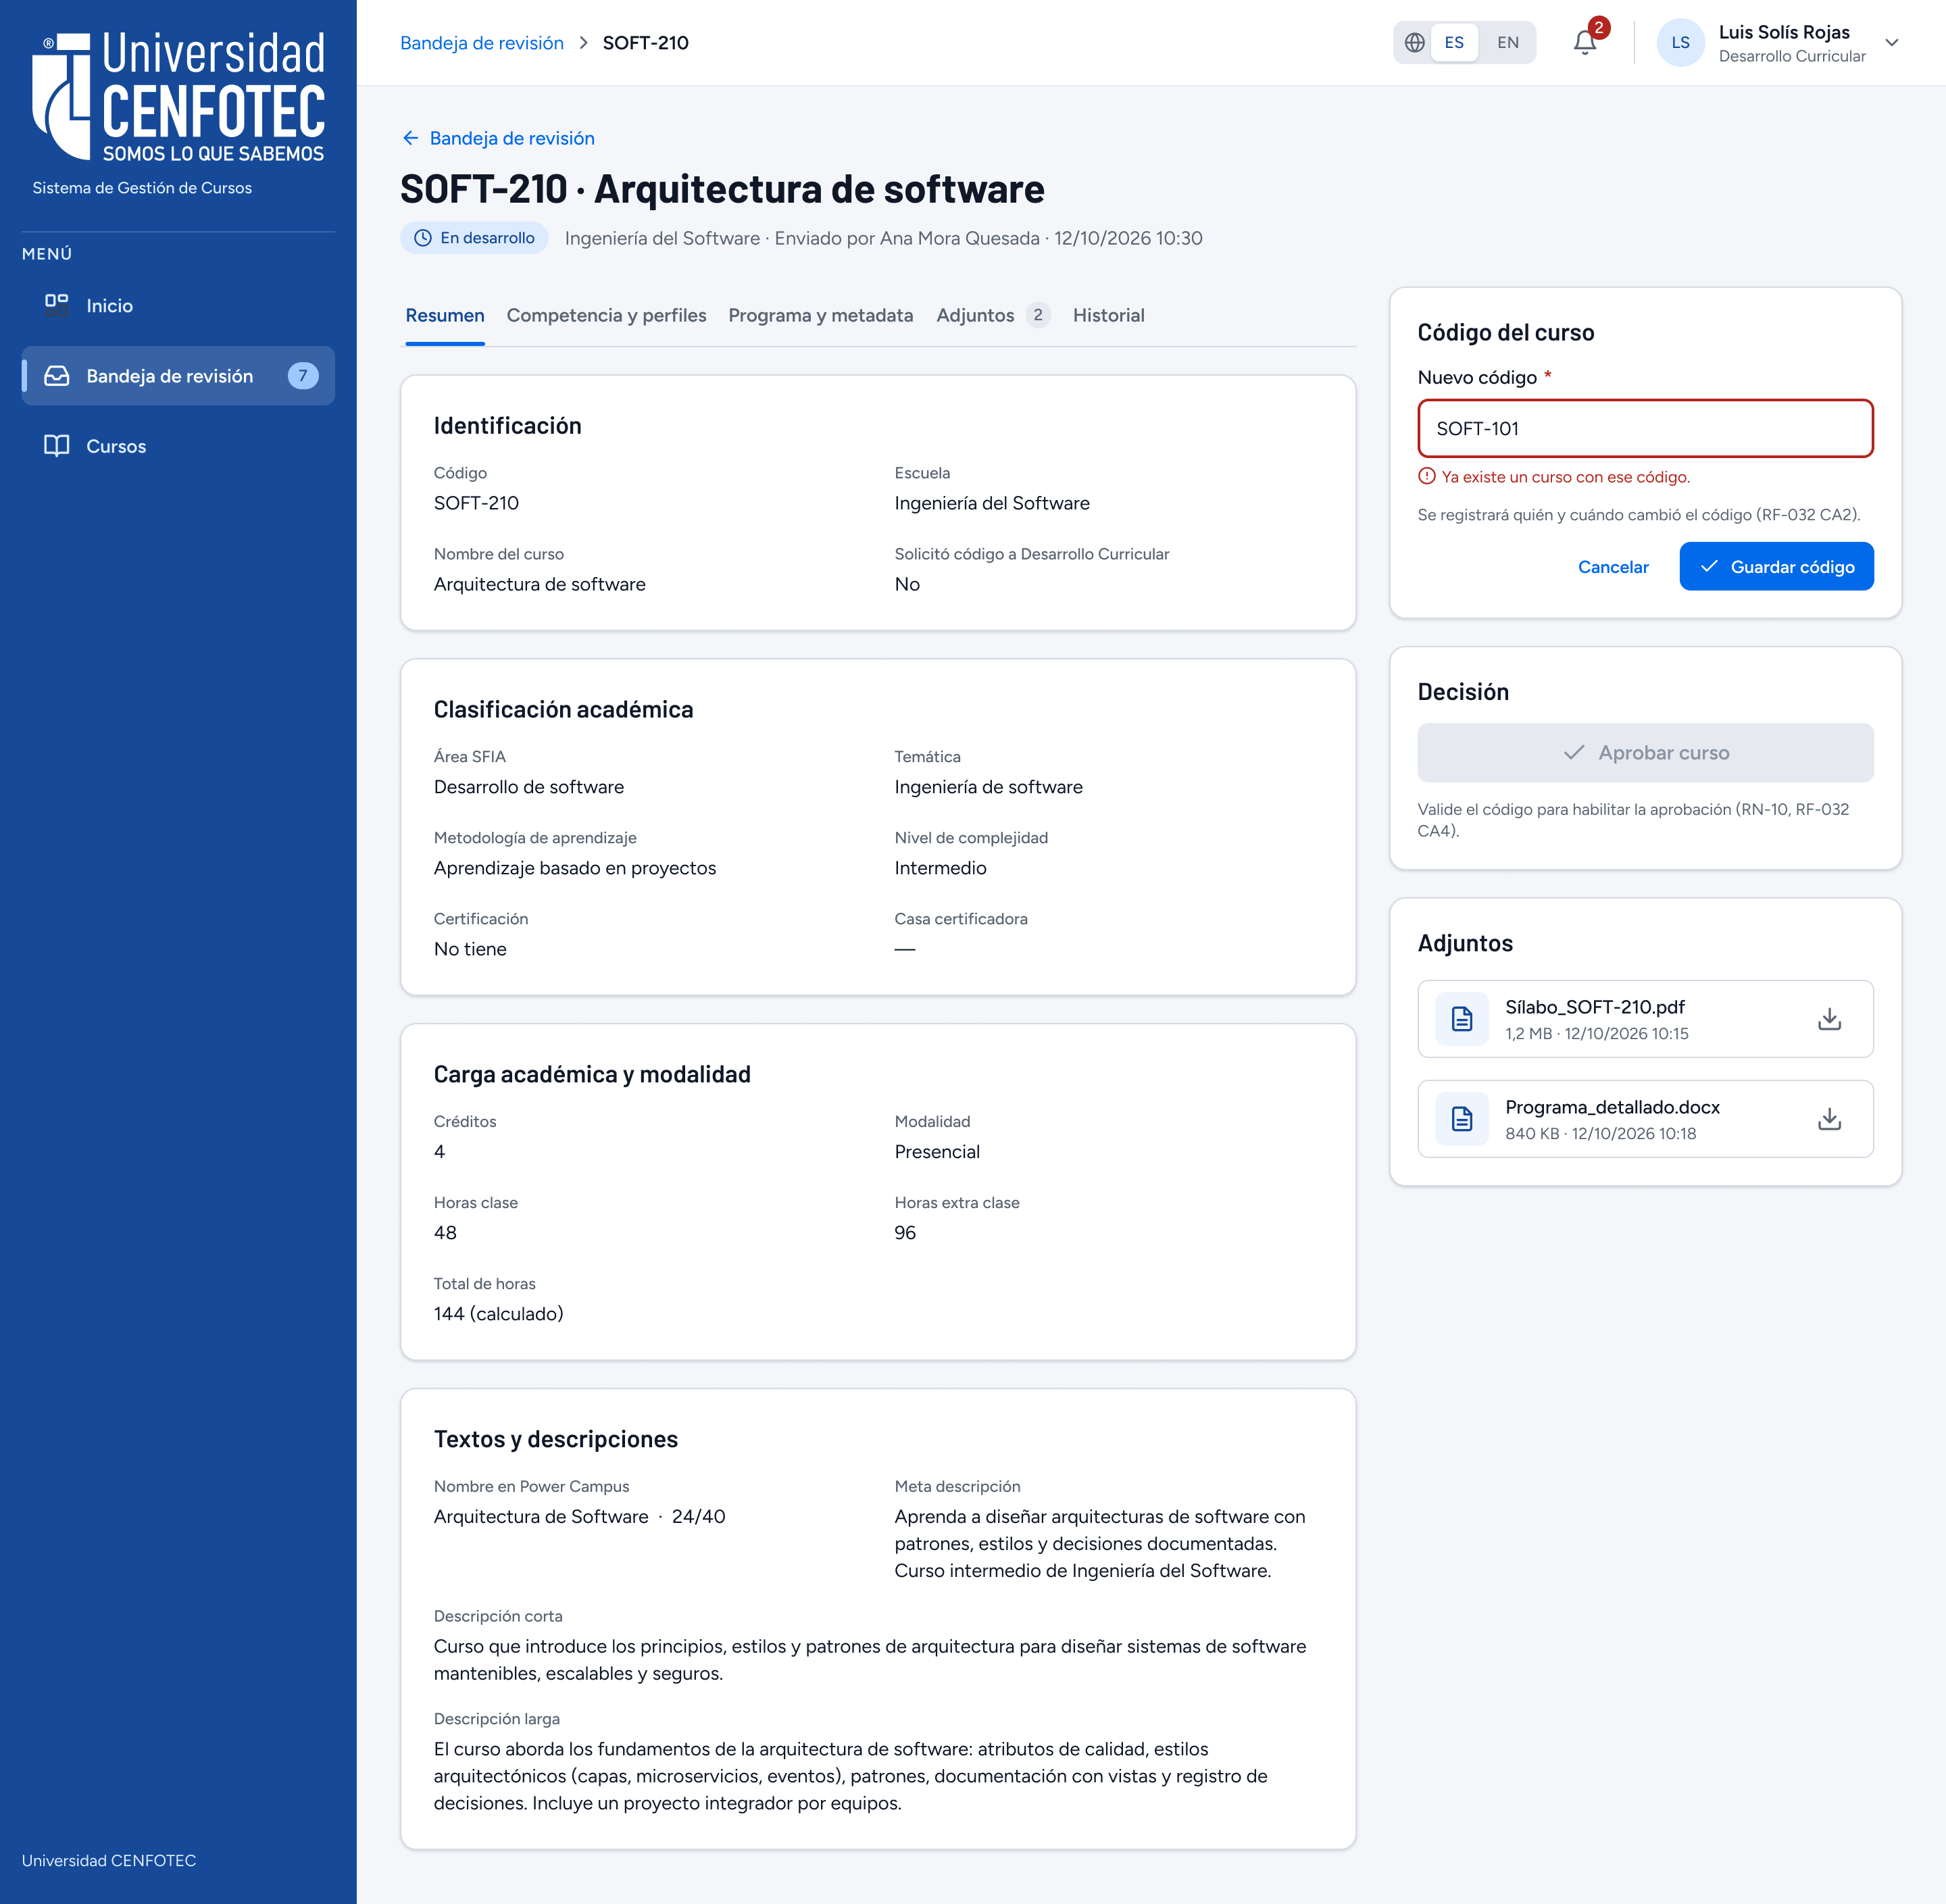 ® Universidad
CENFOTEC
SOMOS LO QUE SABEMOS
Sistema de Gestión de Cursos
MENÚ
Inicio
Bandeja de revisión 7
Cursos
Universidad CENFOTEC
Bandeja de revisión > SOFT-210
ES EN
2
LS
Luis Solís Rojas
Desarrollo Curricular
← Bandeja de revisión
SOFT-210 · Arquitectura de software
En desarrollo
Ingeniería del Software · Enviado por Ana Mora Quesada · 12/10/2026 10:30
Resumen Competencia y perfiles Programa y metadata Adjuntos 2 Historial
Identificación
Código
SOFT-210
Escuela
Ingeniería del Software
Nombre del curso
Arquitectura de software
Solicitó código a Desarrollo Curricular
No
Clasificación académica
Área SFIA
Desarrollo de software
Temática
Ingeniería de software
Metodología de aprendizaje
Aprendizaje basado en proyectos
Nivel de complejidad
Intermedio
Certificación
No tiene
Casa certificadora
—
Carga académica y modalidad
Créditos
4
Modalidad
Presencial
Horas clase
48
Horas extra clase
96
Total de horas
144 (calculado)
Textos y descripciones
Nombre en Power Campus
Arquitectura de Software · 24/40
Meta descripción
Aprenda a diseñar arquitecturas de software con
patrones, estilos y decisiones documentadas.
Curso intermedio de Ingeniería del Software.
Descripción corta
Curso que introduce los principios, estilos y patrones de arquitectura para diseñar sistemas de software
mantenibles, escalables y seguros.
Descripción larga
El curso aborda los fundamentos de la arquitectura de software: atributos de calidad, estilos
arquitectónicos (capas, microservicios, eventos), patrones, documentación con vistas y registro de
decisiones. Incluye un proyecto integrador por equipos.
Código del curso
Nuevo código *
SOFT-101
Ya existe un curso con ese código.
Se registrará quién y cuándo cambió el código (RF-032 CA2).
Cancelar
Guardar código
Decisión
Aprobar curso
Valide el código para habilitar la aprobación (RN-10, RF-032
CA4).
Adjuntos
Sílabo_SOFT-210.pdf
1,2 MB · 12/10/2026 10:15
Programa_detallado.docx
840 KB · 12/10/2026 10:18